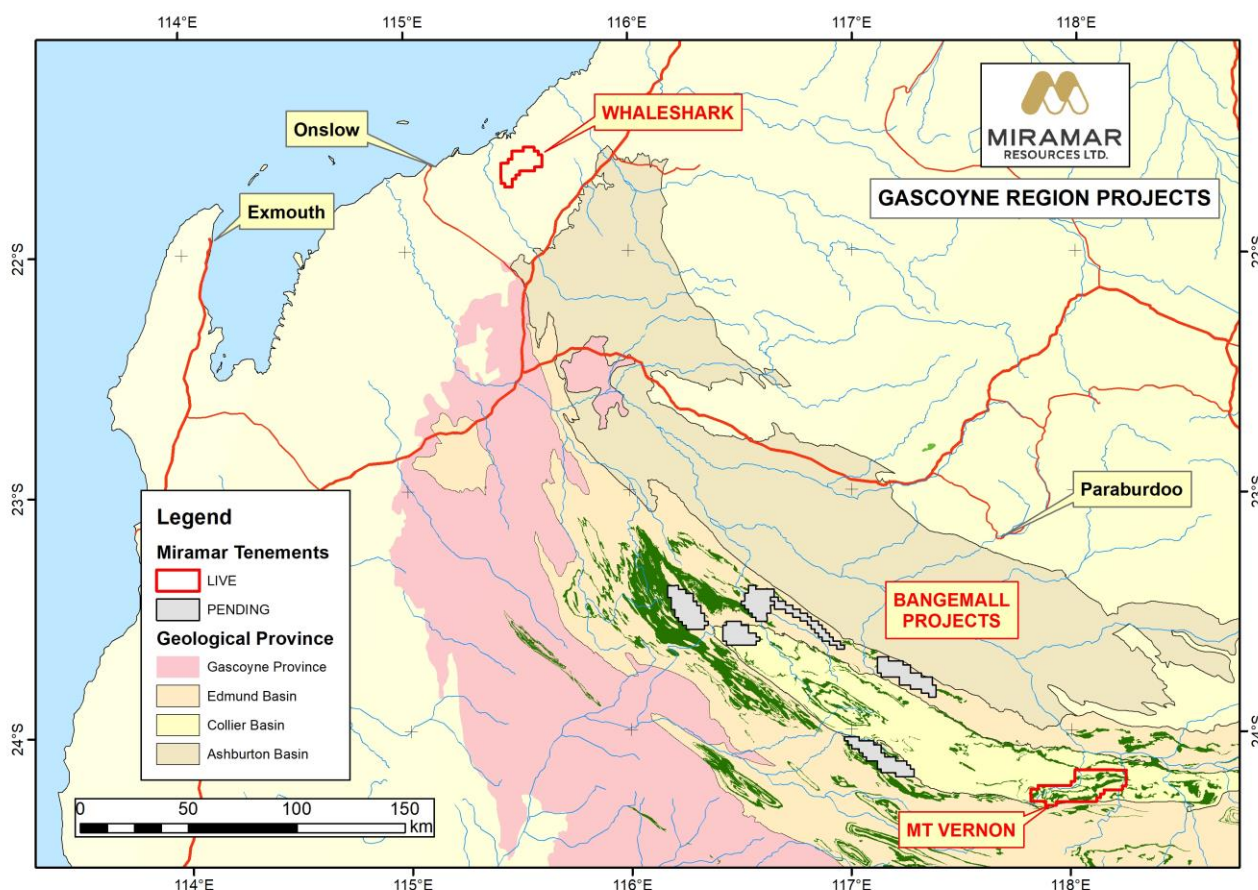 114°E 115°E 116°E 117°E 118°E
WHALESHARK
Onslow
MIRAMAR
RESOURCES LTD.
GASCOYNE REGION PROJECTS
Exmouth
22°S
22°S
23°S
23°S
Paraburdoo
Legend
Miramar Tenements
LIVE
PENDING
Geological Province
Gascoyne Province
Edmund Basin
Collier Basin
Ashburton Basin
BANGEMALL
PROJECTS
24°S
24°S
0 50 100 150
km
MT VERNON
114°E 115°E 116°E 117°E 118°E